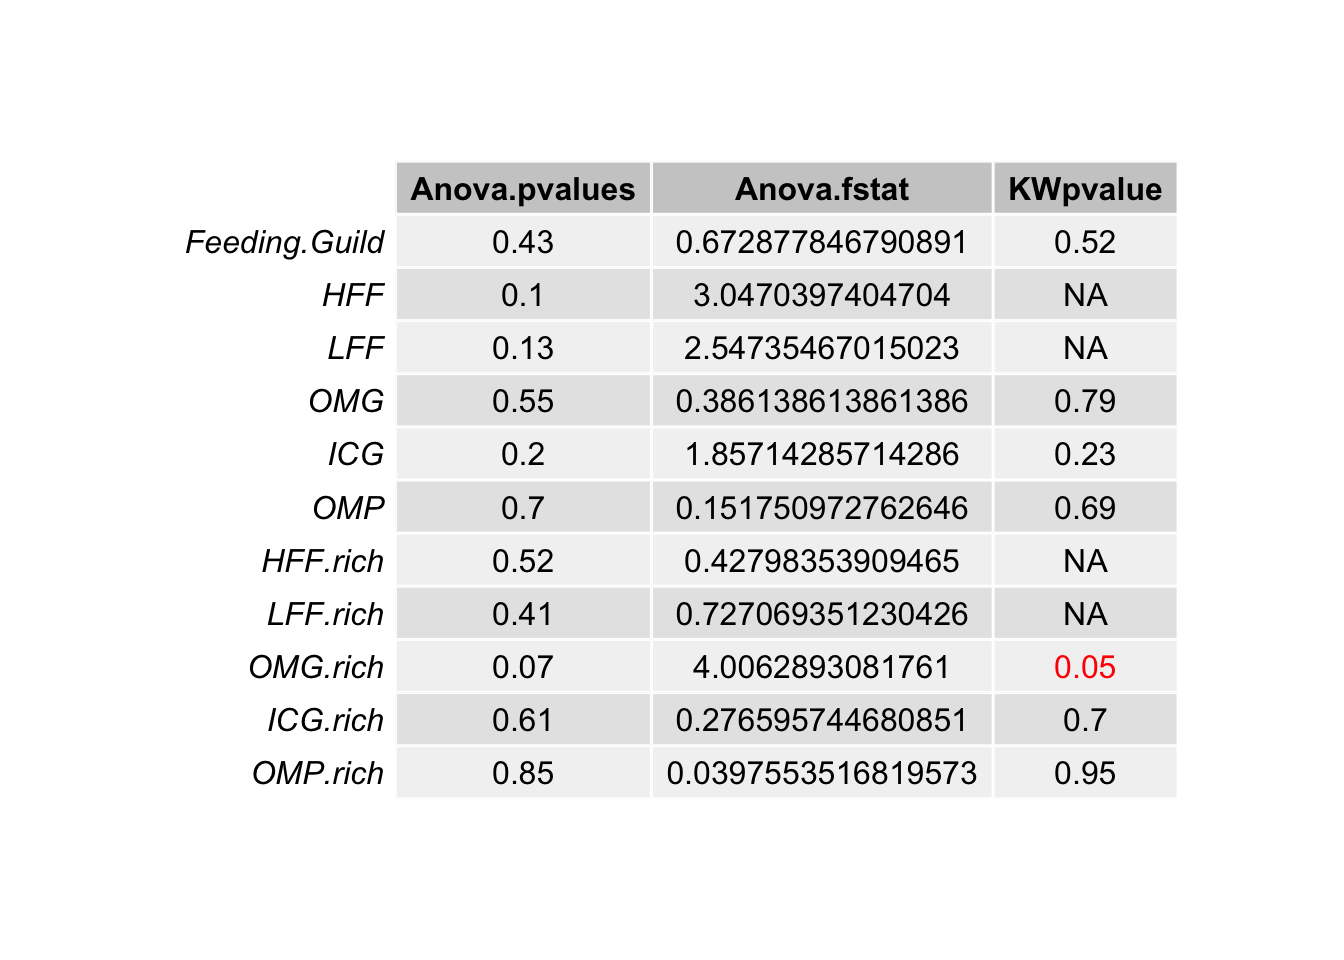 Anova.pvalues Anova.fstat KWpvalue
Feeding.Guild 0.43 0.672877846790891 0.52
HFF 0.1 3.0470397404704 NA
LFF 0.13 2.54735467015023 NA
OMG 0.55 0.386138613861386 0.79
ICG 0.2 1.85714285714286 0.23
OMP 0.7 0.151750972762646 0.69
HFF.rich 0.52 0.42798353909465 NA
LFF.rich 0.41 0.727069351230426 NA
OMG.rich 0.07 4.0062893081761 0.05
ICG.rich 0.61 0.276595744680851 0.7
OMP.rich 0.85 0.0397553516819573 0.95